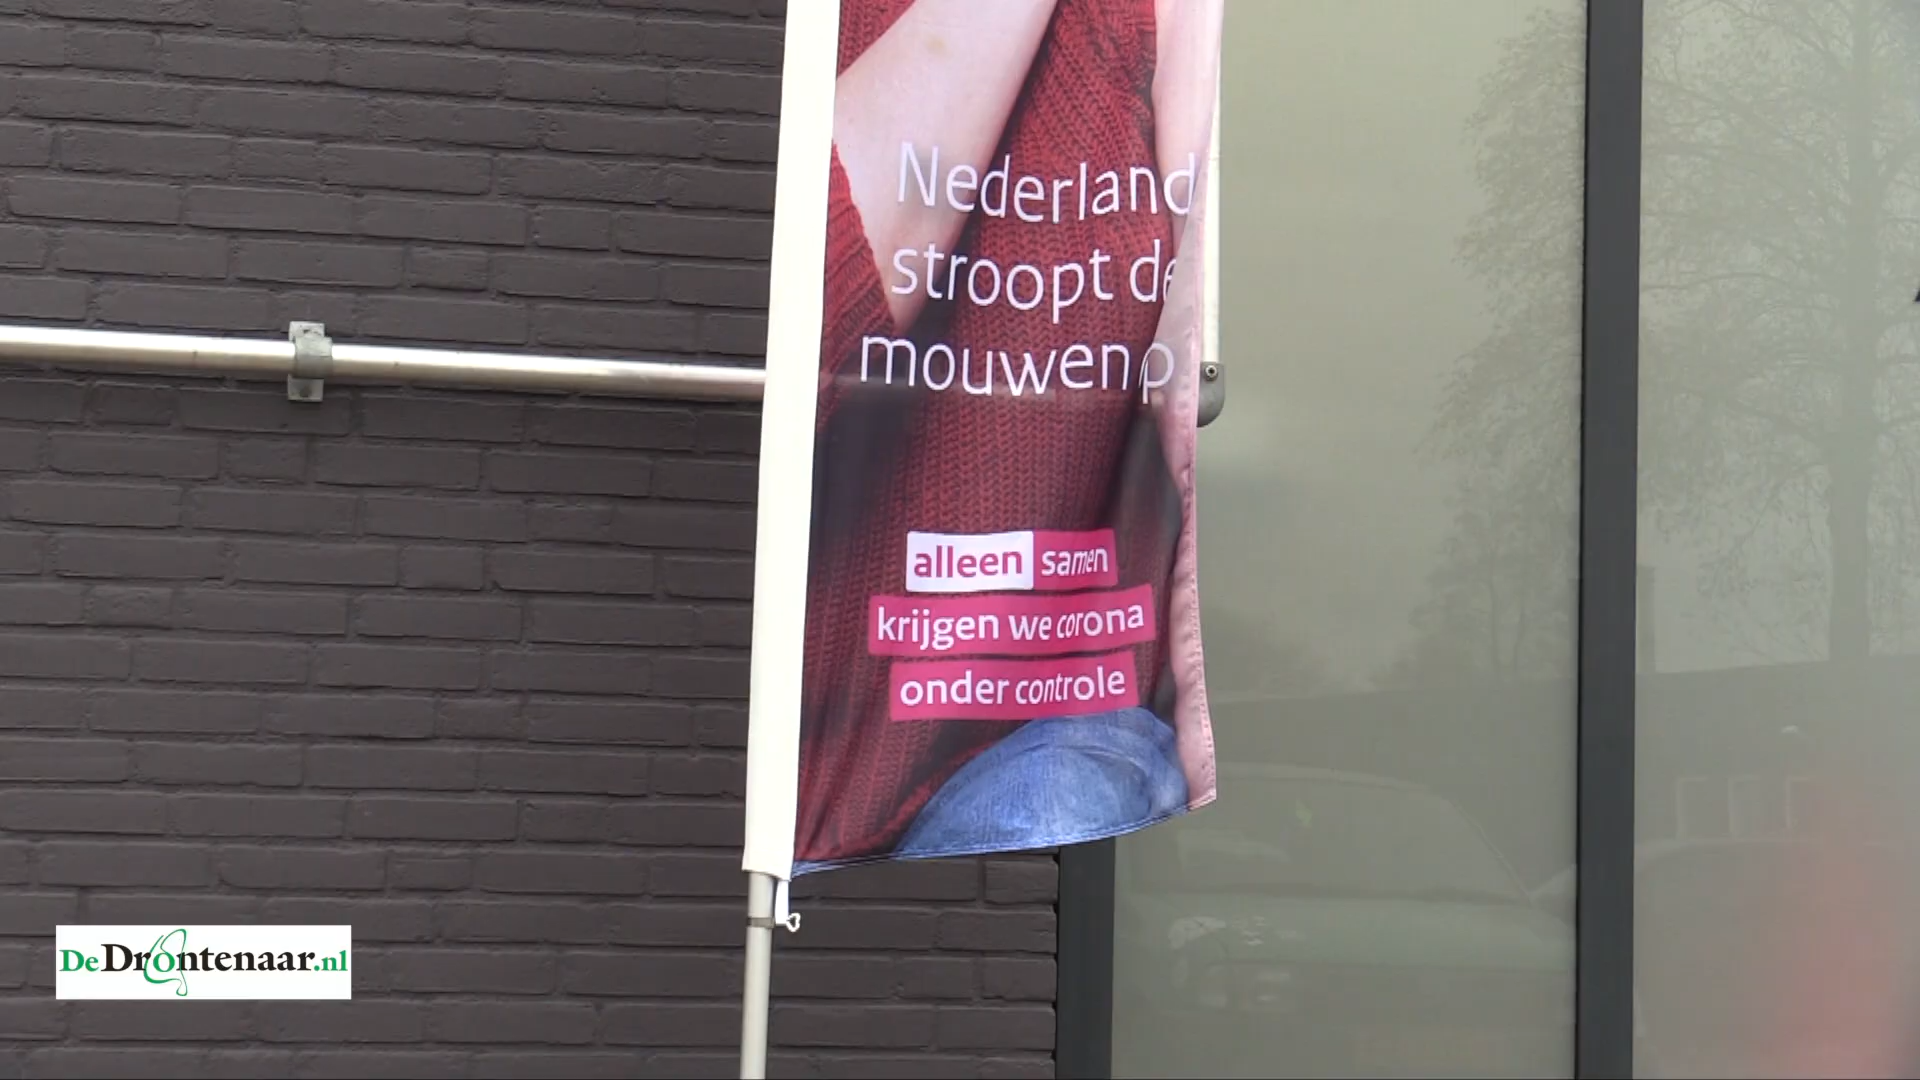 Nederland
stroopt de
mouwen p
alleen samen
krijgen we corona
onder controle
DeDrontenaar.nl